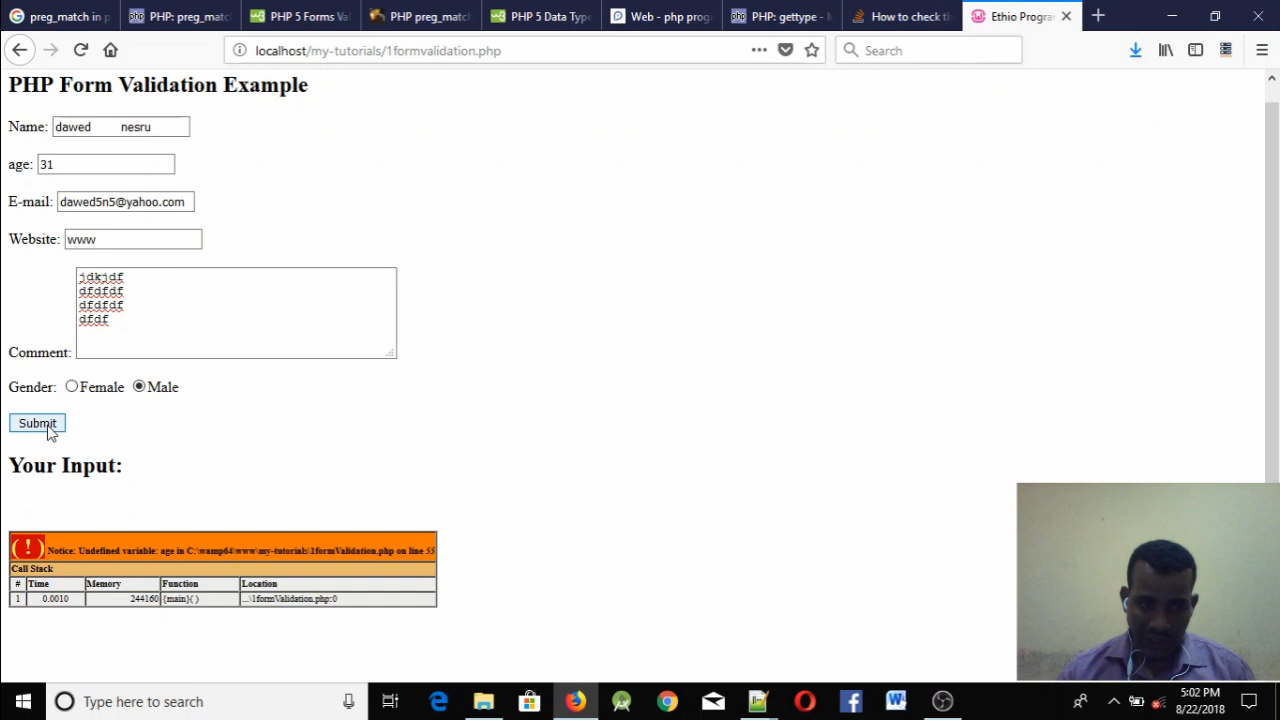 preg_match in p
PHP: preg_matc
PHP 5 Forms Va
PHP preg_match
PHP 5 Data Type
Web - php prog
PHP: gettype - M
How to check th
Ethio Progra
localhost/my-tutorials/1formvalidation.php
Search
PHP Form Validation Example
Name: dawed nesru
age: 31
E-mail: dawed5n5@yahoo.com
Website: www
jdkjdf
dfdfdf
dfdfdf
dfdf
Comment:
Gender: Female Male
Submit
Your Input:
( ! ) Notice: Undefined variable: age in C:\wamp64\www\my-tutorials\1formValidation.php on line 55
Call Stack
# Time Memory Function Location
1 0.0010 244160 {main}( ) ...\1formValidation.php:0
Type here to search
5:02 PM
8/22/2018